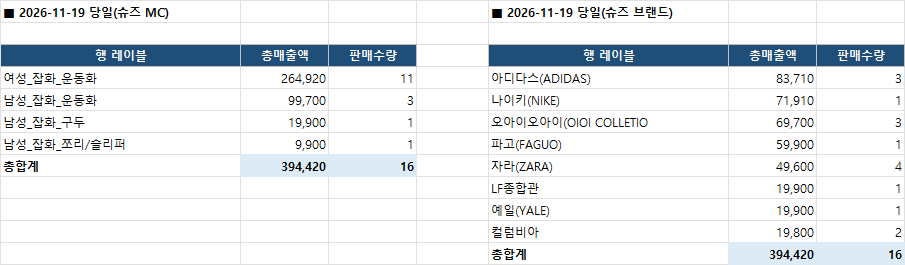 ■ 2026-11-19 당일(슈즈 MC)
행 레이블 총매출액 판매수량
여성_잡화_운동화 264,920 11
남성_잡화_운동화 99,700 3
남성_잡화_구두 19,900 1
남성_잡화_쪼리/슬리퍼 9,900 1
총합계 394,420 16
■ 2026-11-19 당일(슈즈 브랜드)
행 레이블 총매출액 판매수량
아디다스(ADIDAS) 83,710 3
나이키(NIKE) 71,910 1
오아이오아이(OIOI COLLETIO 69,700 3
파고(FAGUO) 59,900 1
자라(ZARA) 49,600 4
LF종합관 19,900 1
예일(YALE) 19,900 1
컬럼비아 19,800 2
총합계 394,420 16